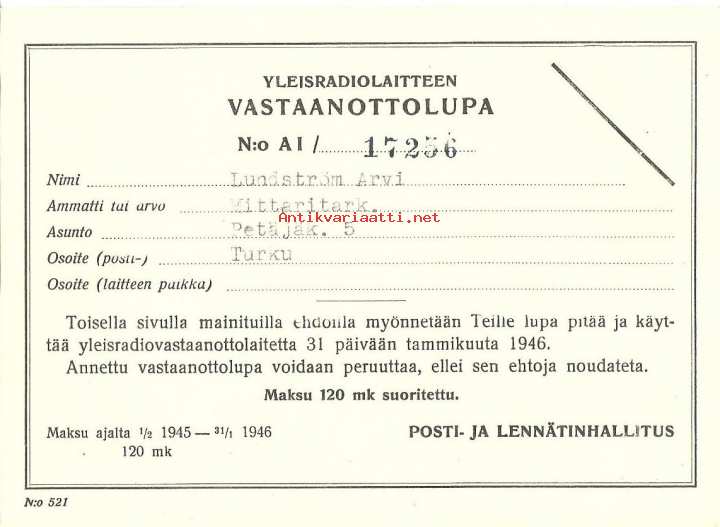 YLEISRADIOLAITTEEN
VASTAANOTTOLUPA
N:o A I / 17256
Nimi Lundström Arvi
Ammatti tai arvo Mittaritark.
Antikvariaatti.net
Asunto Petäjäk. 5
Osoite (posti-) Turku
Osoite (laitteen paikka)
Toisella sivulla mainituilla ehdoilla myönnetään Teille lupa pitää ja käyt-
tää yleisradiovastaanottolaitetta 31 päivään tammikuuta 1946.
Annettu vastaanottolupa voidaan peruuttaa, ellei sen ehtoja noudateta.
Maksu 120 mk suoritettu.
Maksu ajalta 1/2 1945 — 31/1 1946 POSTI- JA LENNÄTINHALLITUS
120 mk
N:o 521